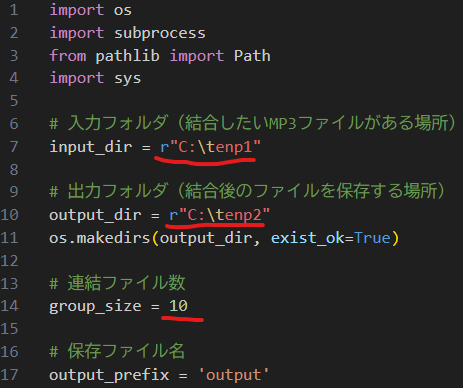 1 import os
2 import subprocess
3 from pathlib import Path
4 import sys
5
6 # 入力フォルダ（結合したいMP3ファイルがある場所）
7 input_dir = r"C:\tenp1"
8
9 # 出力フォルダ（結合後のファイルを保存する場所）
10 output_dir = r"C:\tenp2"
11 os.makedirs(output_dir, exist_ok=True)
12
13 # 連結ファイル数
14 group_size = 10
15
16 # 保存ファイル名
17 output_prefix = 'output'